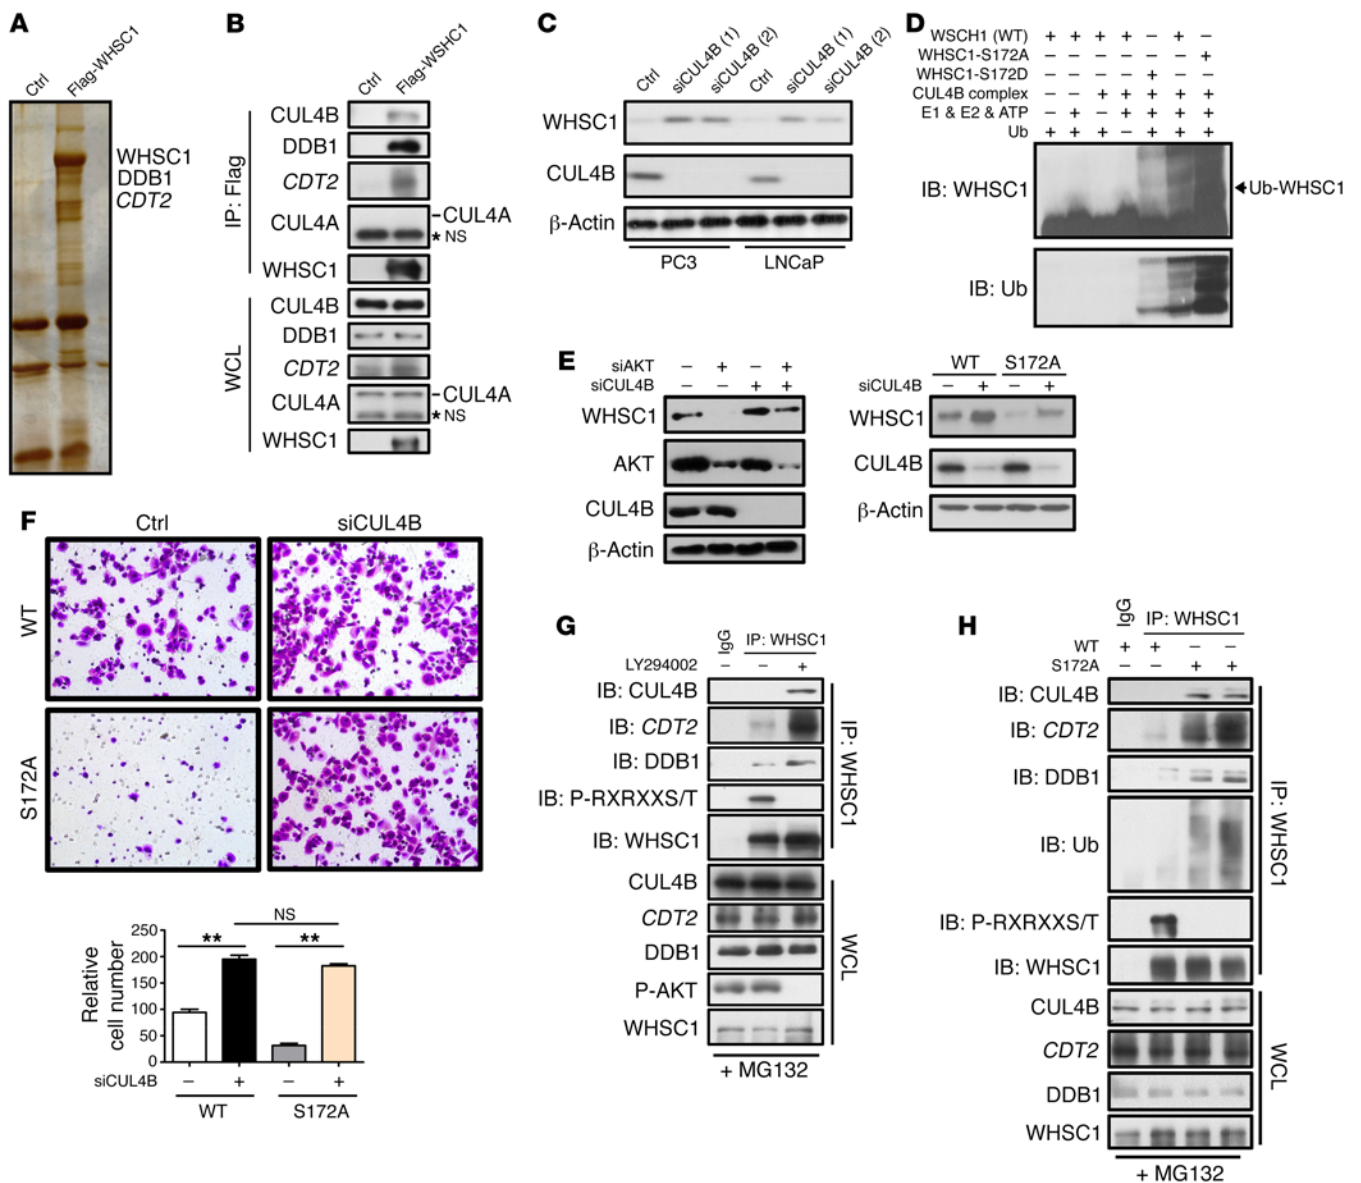 A
Ctrl
Flag-WHSC1
WHSC1
DDB1
CDT2
B
Ctrl
Flag-WSHC1
IP: Flag
CUL4B
DDB1
CDT2
CUL4A
–CUL4A
* NS
WHSC1
WCL
CUL4B
DDB1
CDT2
CUL4A
–CUL4A
* NS
WHSC1
C
Ctrl
siCUL4B (1)
siCUL4B (2)
Ctrl
siCUL4B (1)
siCUL4B (2)
WHSC1
CUL4B
β-Actin
PC3
LNCaP
D
WSCH1 (WT) + + + + – + –
WHSC1-S172A – – – – – – +
WHSC1-S172D – – – – + – –
CUL4B complex – – + + + + +
E1 & E2 & ATP – + – + + + +
Ub + + + – + + +
IB: WHSC1
Ub-WHSC1
IB: Ub
E
siAKT – + – +
siCUL4B – – + +
WHSC1
AKT
CUL4B
β-Actin
WT S172A
siCUL4B – + – +
WHSC1
CUL4B
β-Actin
F
Ctrl siCUL4B
WT
S172A
NS
** **
Relative
cell number
250
200
150
100
50
0
siCUL4B – + – +
WT S172A
G
IgG
IP: WHSC1
LY294002 – – +
IB: CUL4B
IB: CDT2
IB: DDB1
IB: P-RXRXXS/T
IB: WHSC1
IP: WHSC1
CUL4B
CDT2
DDB1
P-AKT
WHSC1
WCL
+ MG132
H
IgG
IP: WHSC1
WT + + – –
S172A – – + +
IB: CUL4B
IB: CDT2
IB: DDB1
IB: Ub
IB: P-RXRXXS/T
IB: WHSC1
IP: WHSC1
CUL4B
CDT2
DDB1
WHSC1
WCL
+ MG132